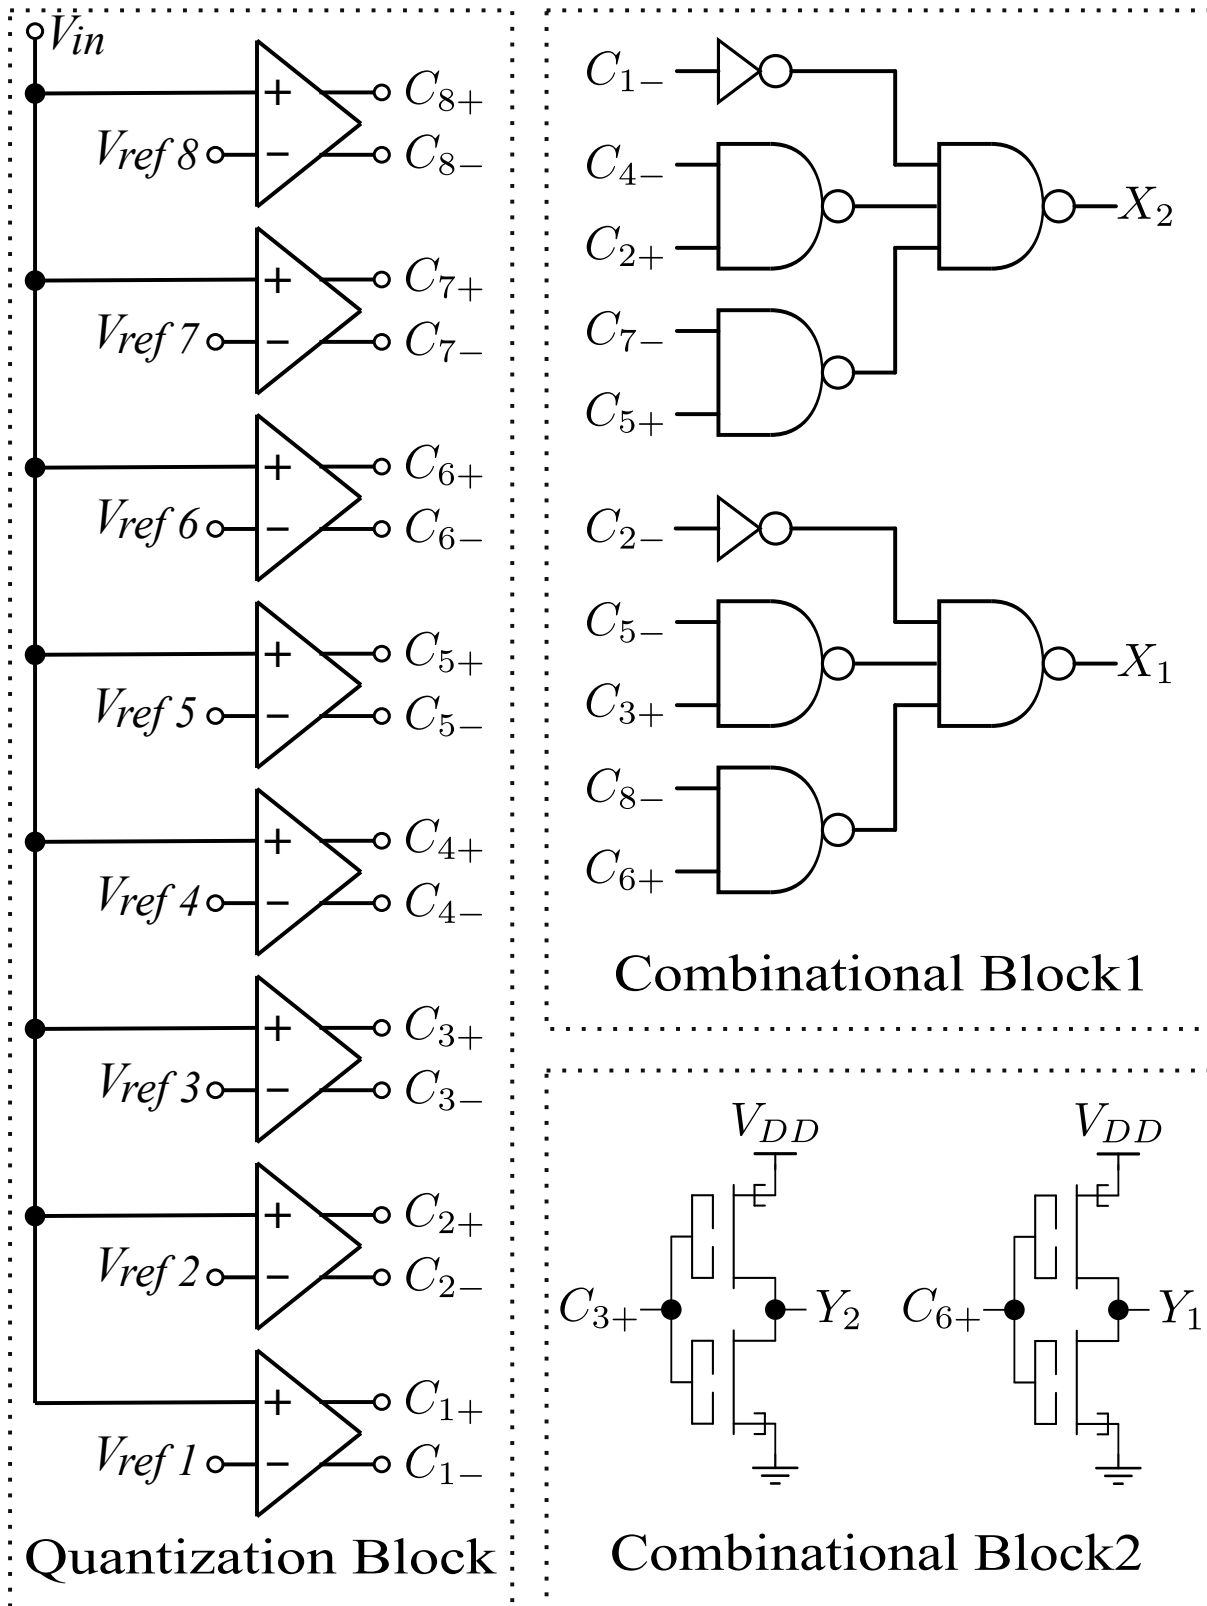 Vin
+ C8+
Vref 8 − C8−
+ C7+
Vref 7 − C7−
+ C6+
Vref 6 − C6−
+ C5+
Vref 5 − C5−
+ C4+
Vref 4 − C4−
+ C3+
Vref 3 − C3−
+ C2+
Vref 2 − C2−
+ C1+
Vref 1 − C1−
Quantization Block
C1−
C4−
X2
C2+
C7−
C5+
C2−
C5−
X1
C3+
C8−
C6+
Combinational Block1
VDD VDD
C3+ Y2 C6+ Y1
Combinational Block2